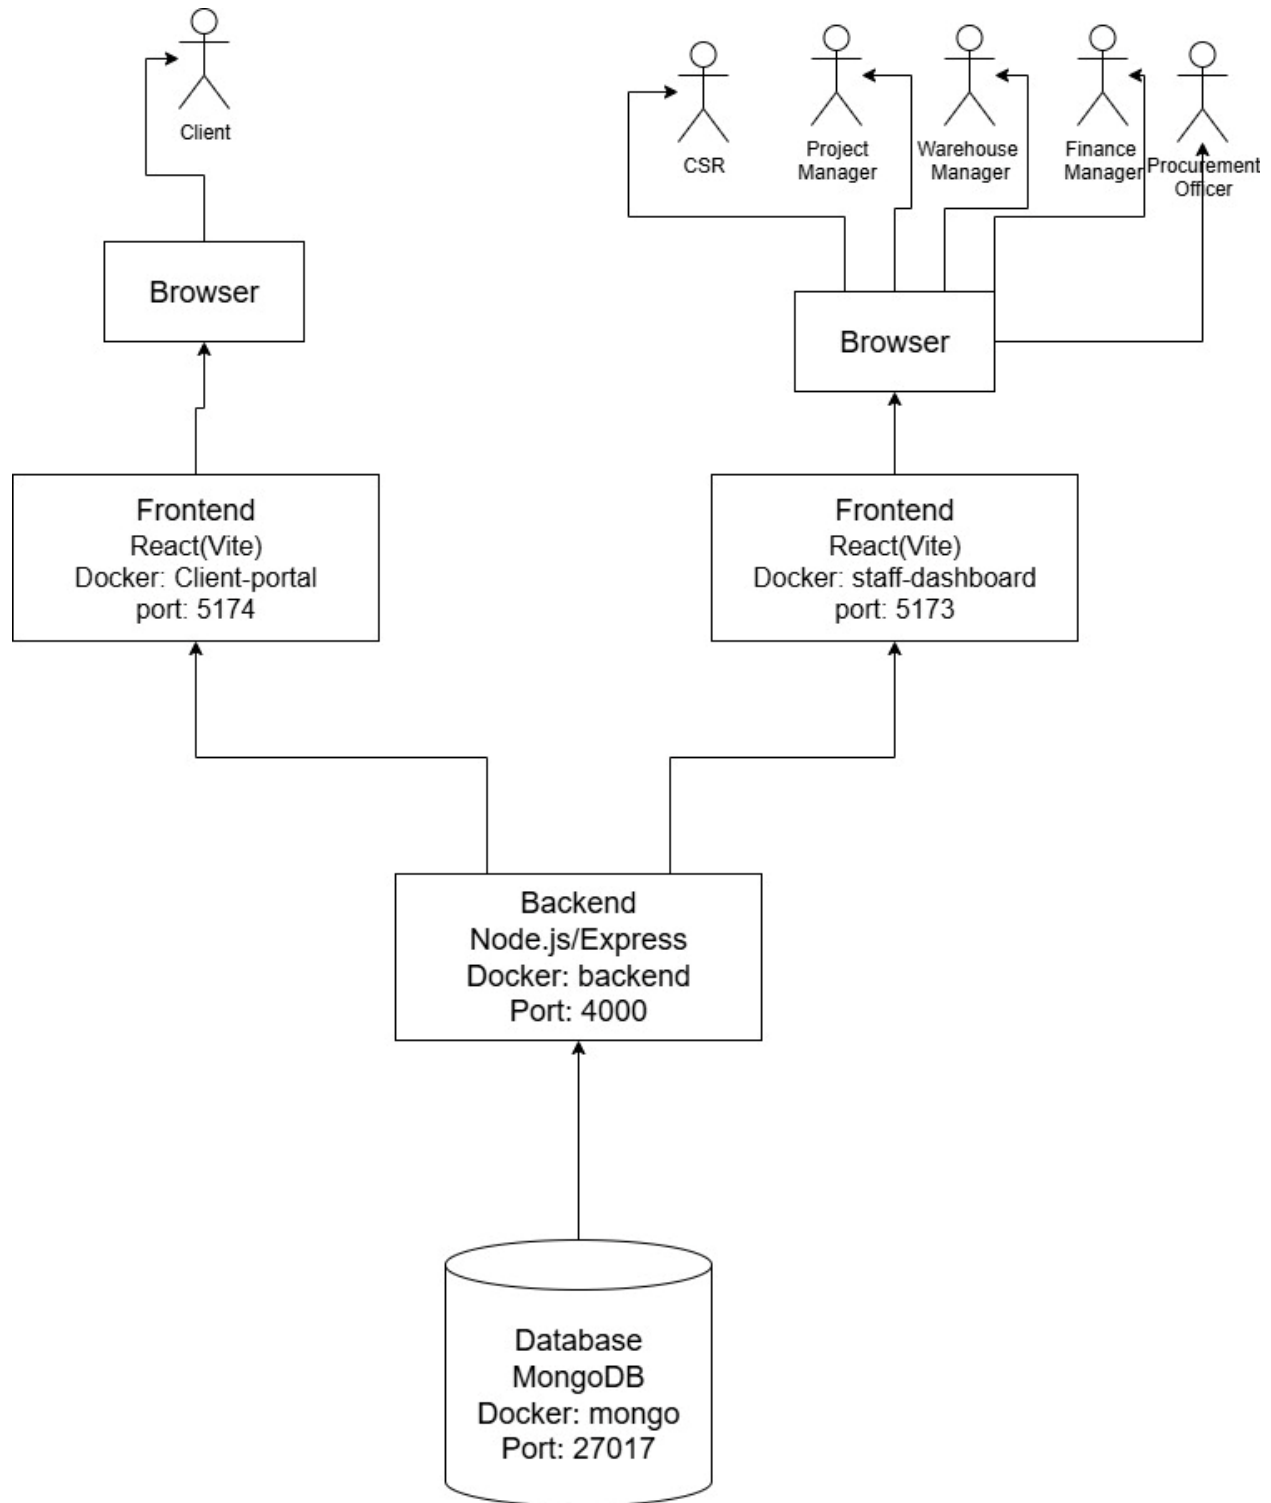 Client
CSR
Project
Manager
Warehouse
Manager
Finance
Manager
Procurement
Officer
Browser
Browser
Frontend
React(Vite)
Docker: Client-portal
port: 5174
Frontend
React(Vite)
Docker: staff-dashboard
port: 5173
Backend
Node.js/Express
Docker: backend
Port: 4000
Database
MongoDB
Docker: mongo
Port: 27017